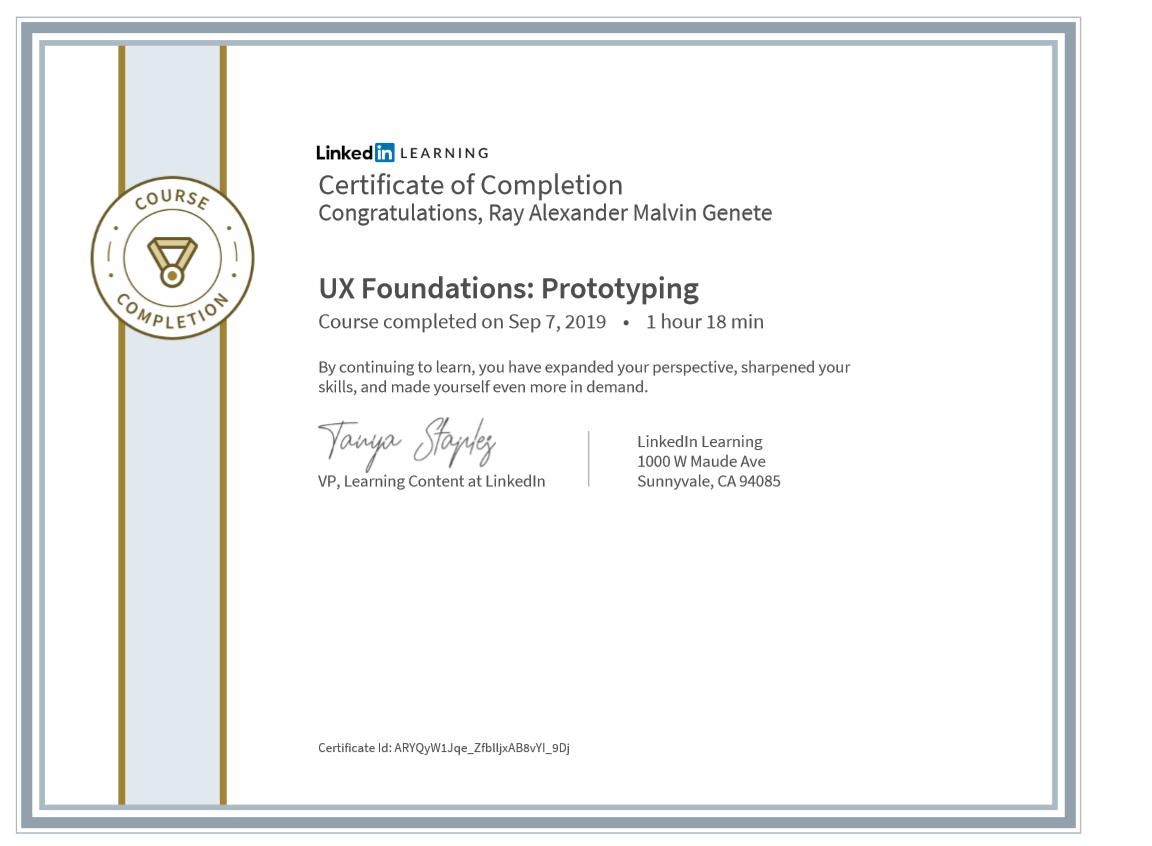 COURSE
COMPLETION
Linkedin LEARNING
Certificate of Completion
Congratulations, Ray Alexander Malvin Genete
UX Foundations: Prototyping
Course completed on Sep 7, 2019 • 1 hour 18 min
By continuing to learn, you have expanded your perspective, sharpened your
skills, and made yourself even more in demand.
Tanya Staples
VP, Learning Content at LinkedIn
LinkedIn Learning
1000 W Maude Ave
Sunnyvale, CA 94085
Certificate Id: ARYQyW1Jqe_ZfblljxAB8vYI_9Dj